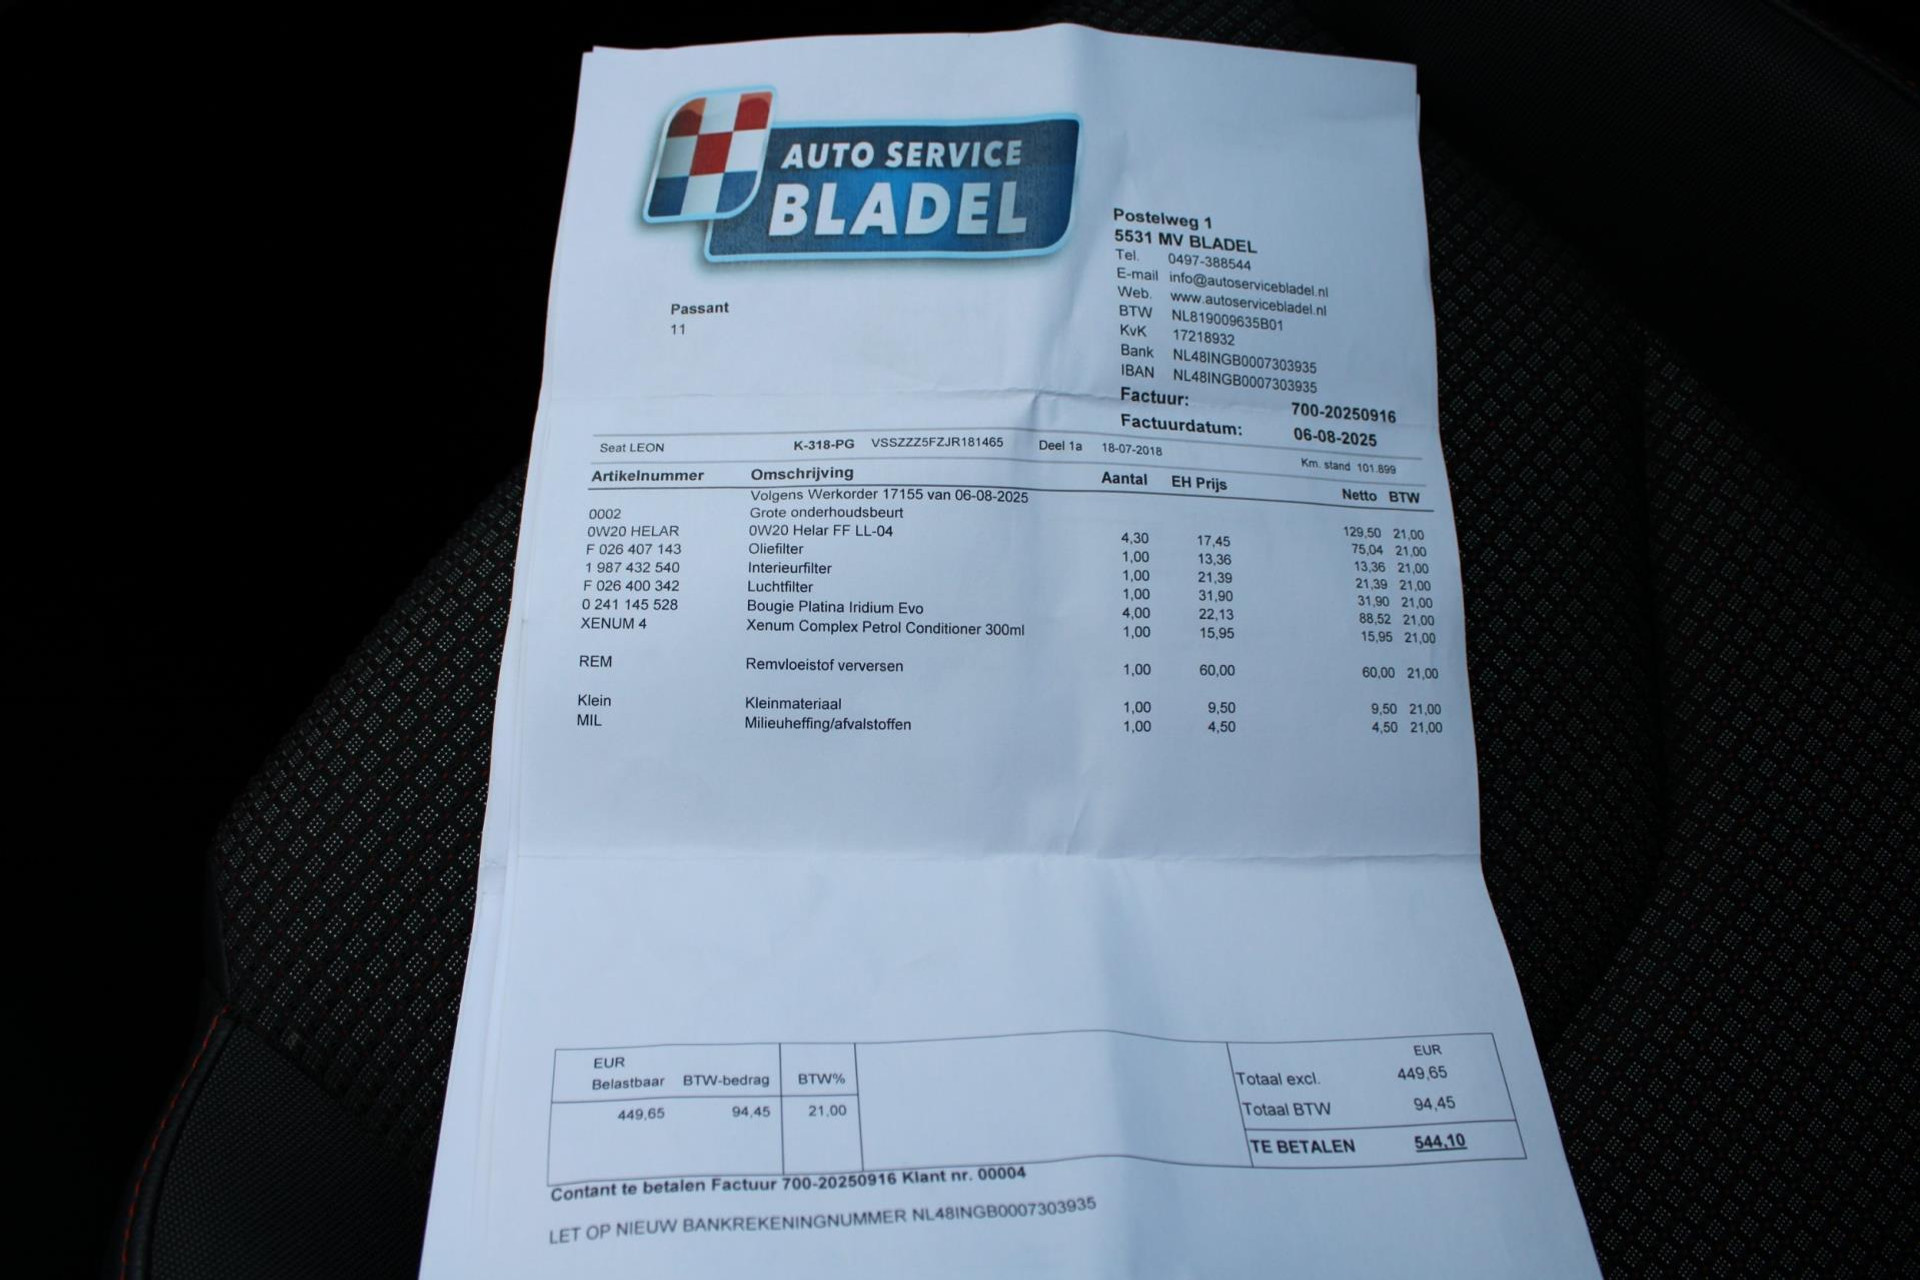 AUTO SERVICE
BLADEL
Postelweg 1
5531 MV BLADEL
Tel. 0497-388544
E-mail info@autoservicebladel.nl
Web. www.autoservicebladel.nl
BTW NL819009635B01
KvK 17218932
Bank NL48INGB0007303935
IBAN NL48INGB0007303935
Passant
11
Factuur: 700-20250916
Factuurdatum: 06-08-2025
Seat LEON K-318-PG VSSZZZ5FZJR181465 Deel 1a 18-07-2018 Km. stand 101.899
Artikelnummer Omschrijving Aantal EH Prijs Netto BTW
Volgens Werkorder 17155 van 06-08-2025
0002 Grote onderhoudsbeurt 129,50 21,00
0W20 HELAR 0W20 Helar FF LL-04 4,30 17,45 75,04 21,00
F 026 407 143 Oliefilter 1,00 13,36 13,36 21,00
1 987 432 540 Interieurfilter 1,00 21,39 21,39 21,00
F 026 400 342 Luchtfilter 1,00 31,90 31,90 21,00
0 241 145 528 Bougie Platina Iridium Evo 4,00 22,13 88,52 21,00
XENUM 4 Xenum Complex Petrol Conditioner 300ml 1,00 15,95 15,95 21,00
REM Remvloeistof verversen 1,00 60,00 60,00 21,00
Klein Kleinmateriaal 1,00 9,50 9,50 21,00
MIL Milieuheffing/afvalstoffen 1,00 4,50 4,50 21,00
EUR
Belastbaar BTW-bedrag BTW%
449,65 94,45 21,00
EUR
Totaal excl. 449,65
Totaal BTW 94,45
TE BETALEN 544,10
Contant te betalen Factuur 700-20250916 Klant nr. 00004
LET OP NIEUW BANKREKENINGNUMMER NL48INGB0007303935